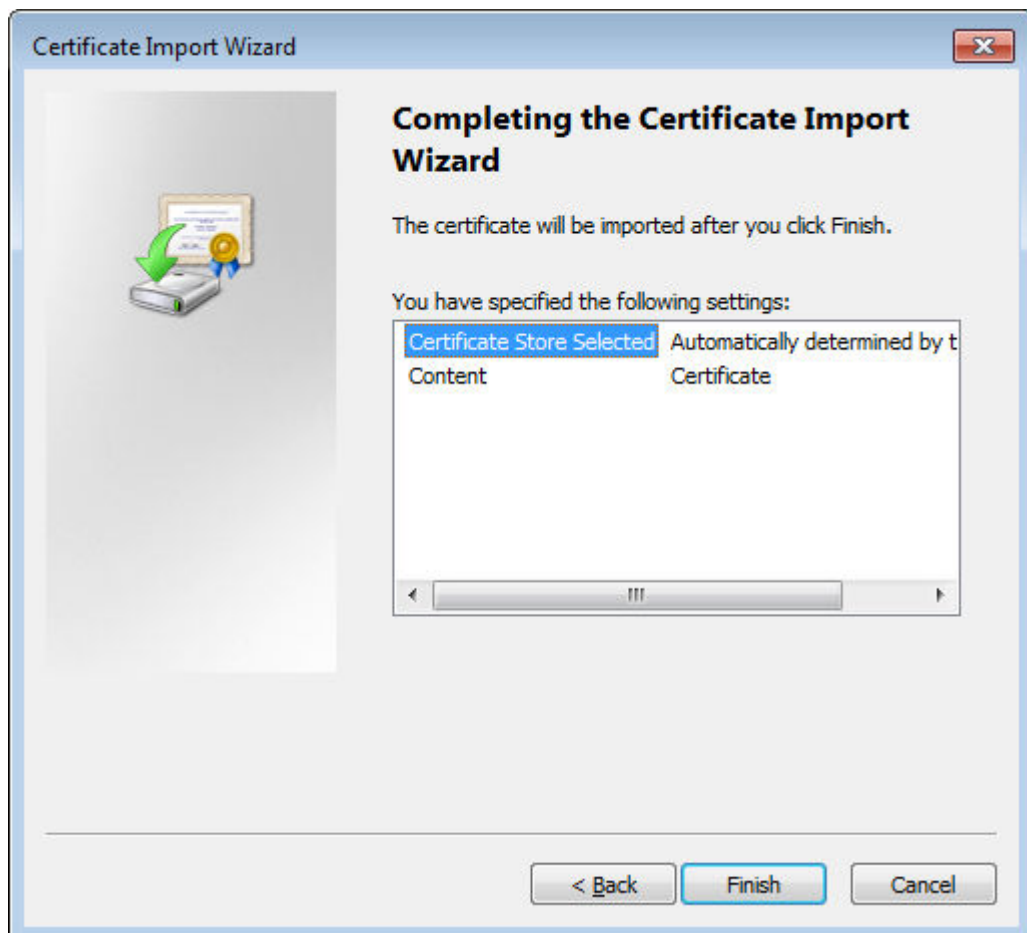 Certificate Import Wizard
Completing the Certificate Import
Wizard
The certificate will be imported after you click Finish.
You have specified the following settings:
Certificate Store Selected Automatically determined by t
Content Certificate
< Back Finish Cancel